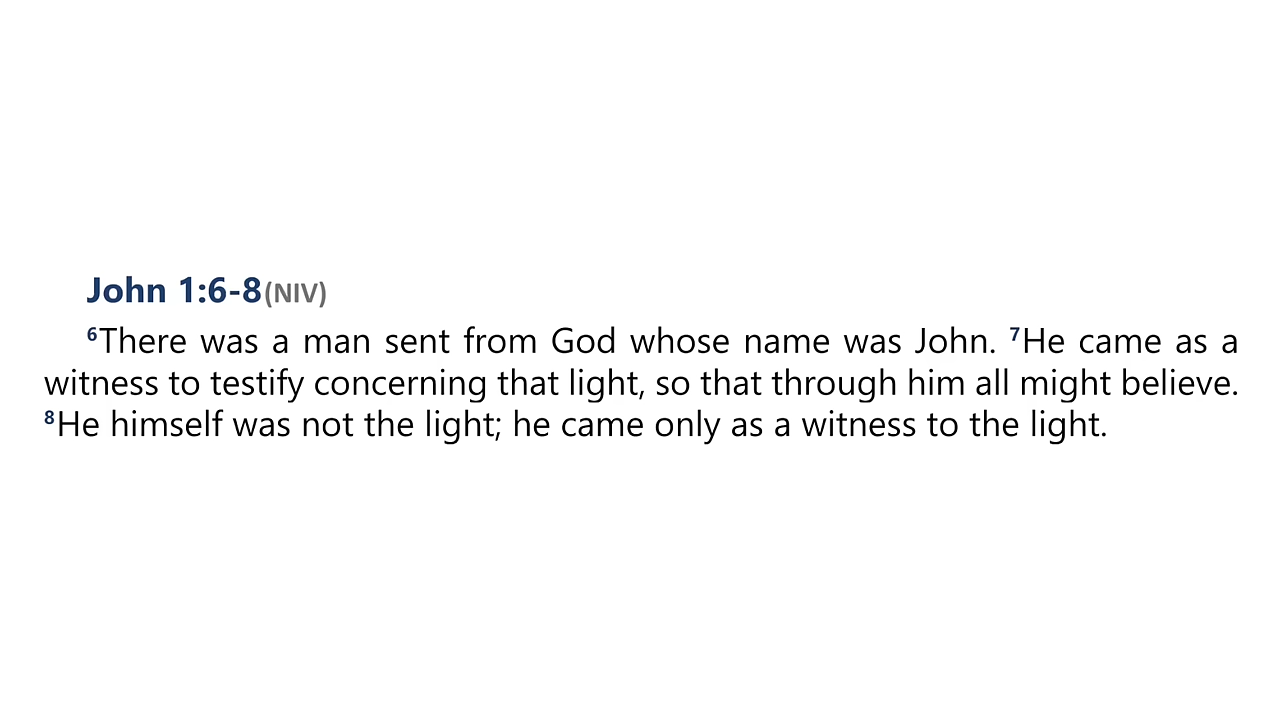 John 1:6-8(NIV)
⁶There was a man sent from God whose name was John. ⁷He came as a
witness to testify concerning that light, so that through him all might believe.
⁸He himself was not the light; he came only as a witness to the light.